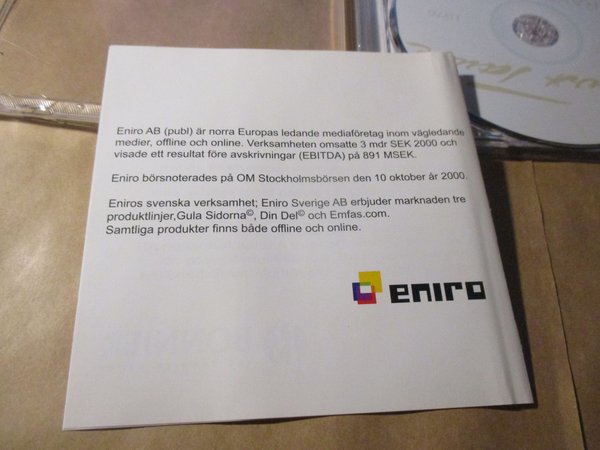 Eniro AB (publ) är norra Europas ledande mediaföretag inom vägledande
medier, offline och online. Verksamheten omsatte 3 mdr SEK 2000 och
visade ett resultat före avskrivningar (EBITDA) på 891 MSEK.
Eniro börsnoterades på OM Stockholmsbörsen den 10 oktober år 2000.
Eniros svenska verksamhet; Eniro Sverige AB erbjuder marknaden tre
produktlinjer,Gula Sidorna©, Din Del© och Emfas.com.
Samtliga produkter finns både offline och online.
eniro